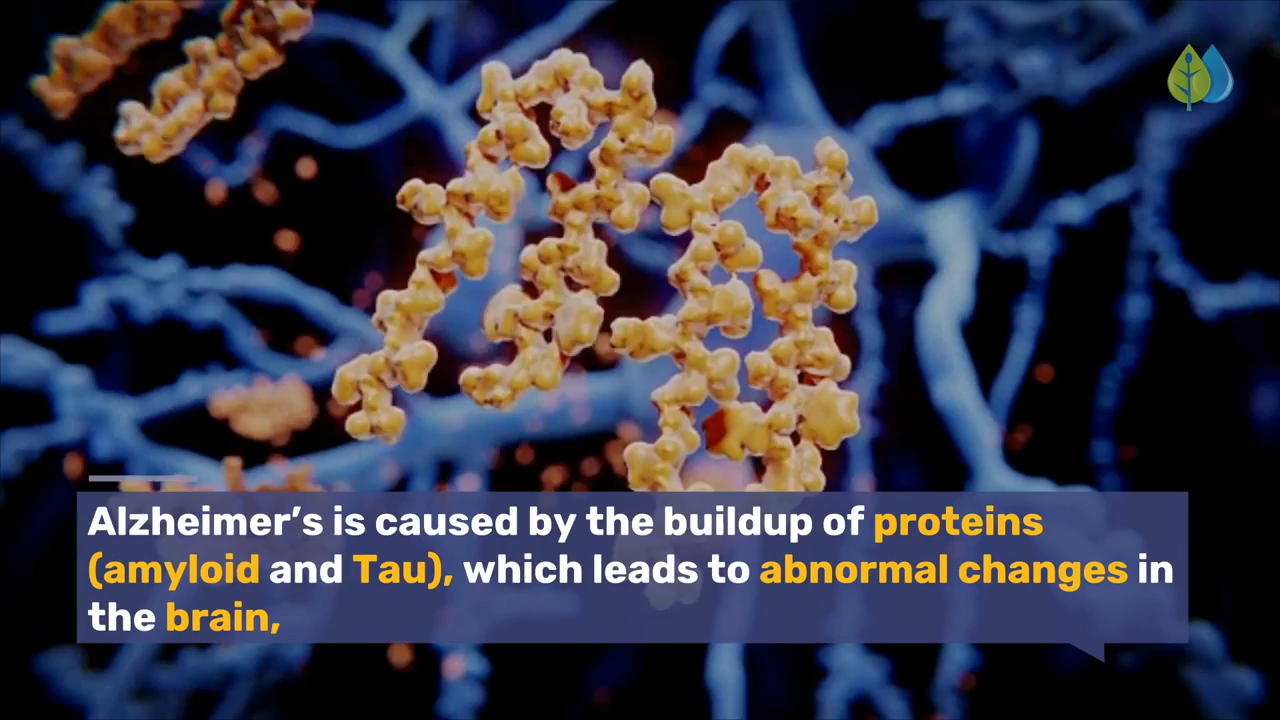 Alzheimer’s is caused by the buildup of proteins
(amyloid and Tau), which leads to abnormal changes in
the brain,